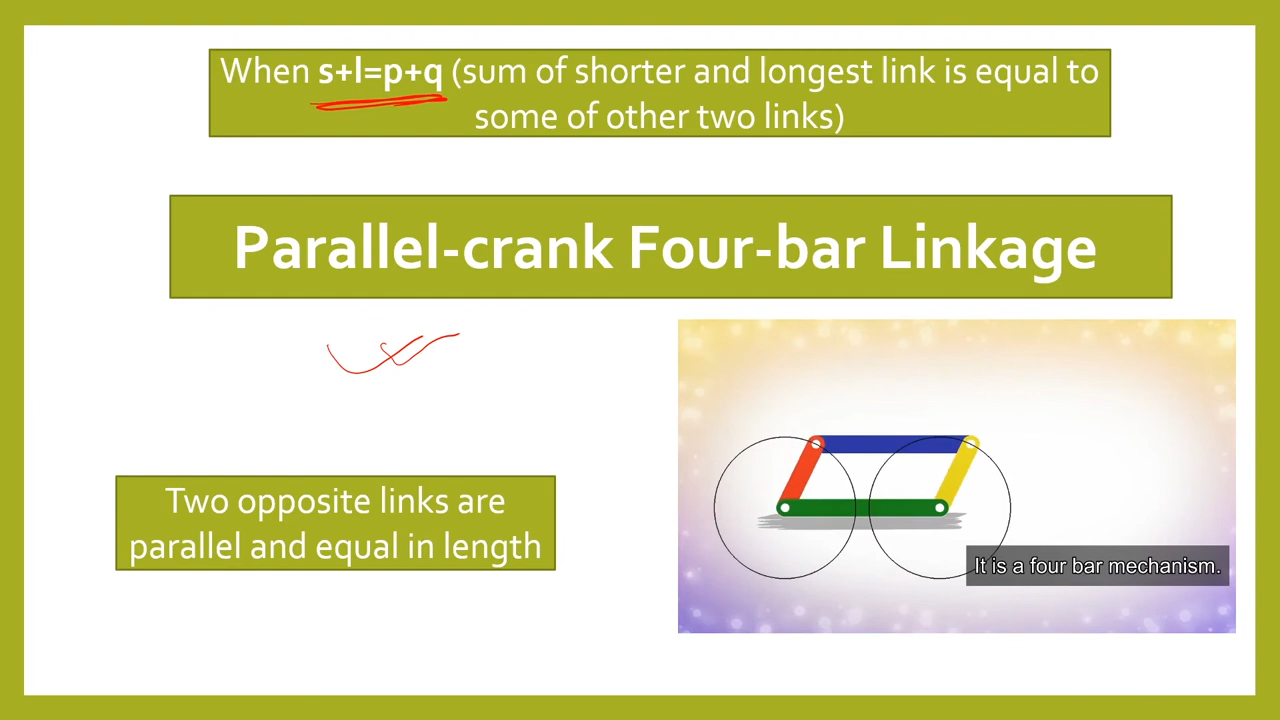 When s+l=p+q (sum of shorter and longest link is equal to
some of other two links)
Parallel-crank Four-bar Linkage
Two opposite links are
parallel and equal in length
It is a four bar mechanism.